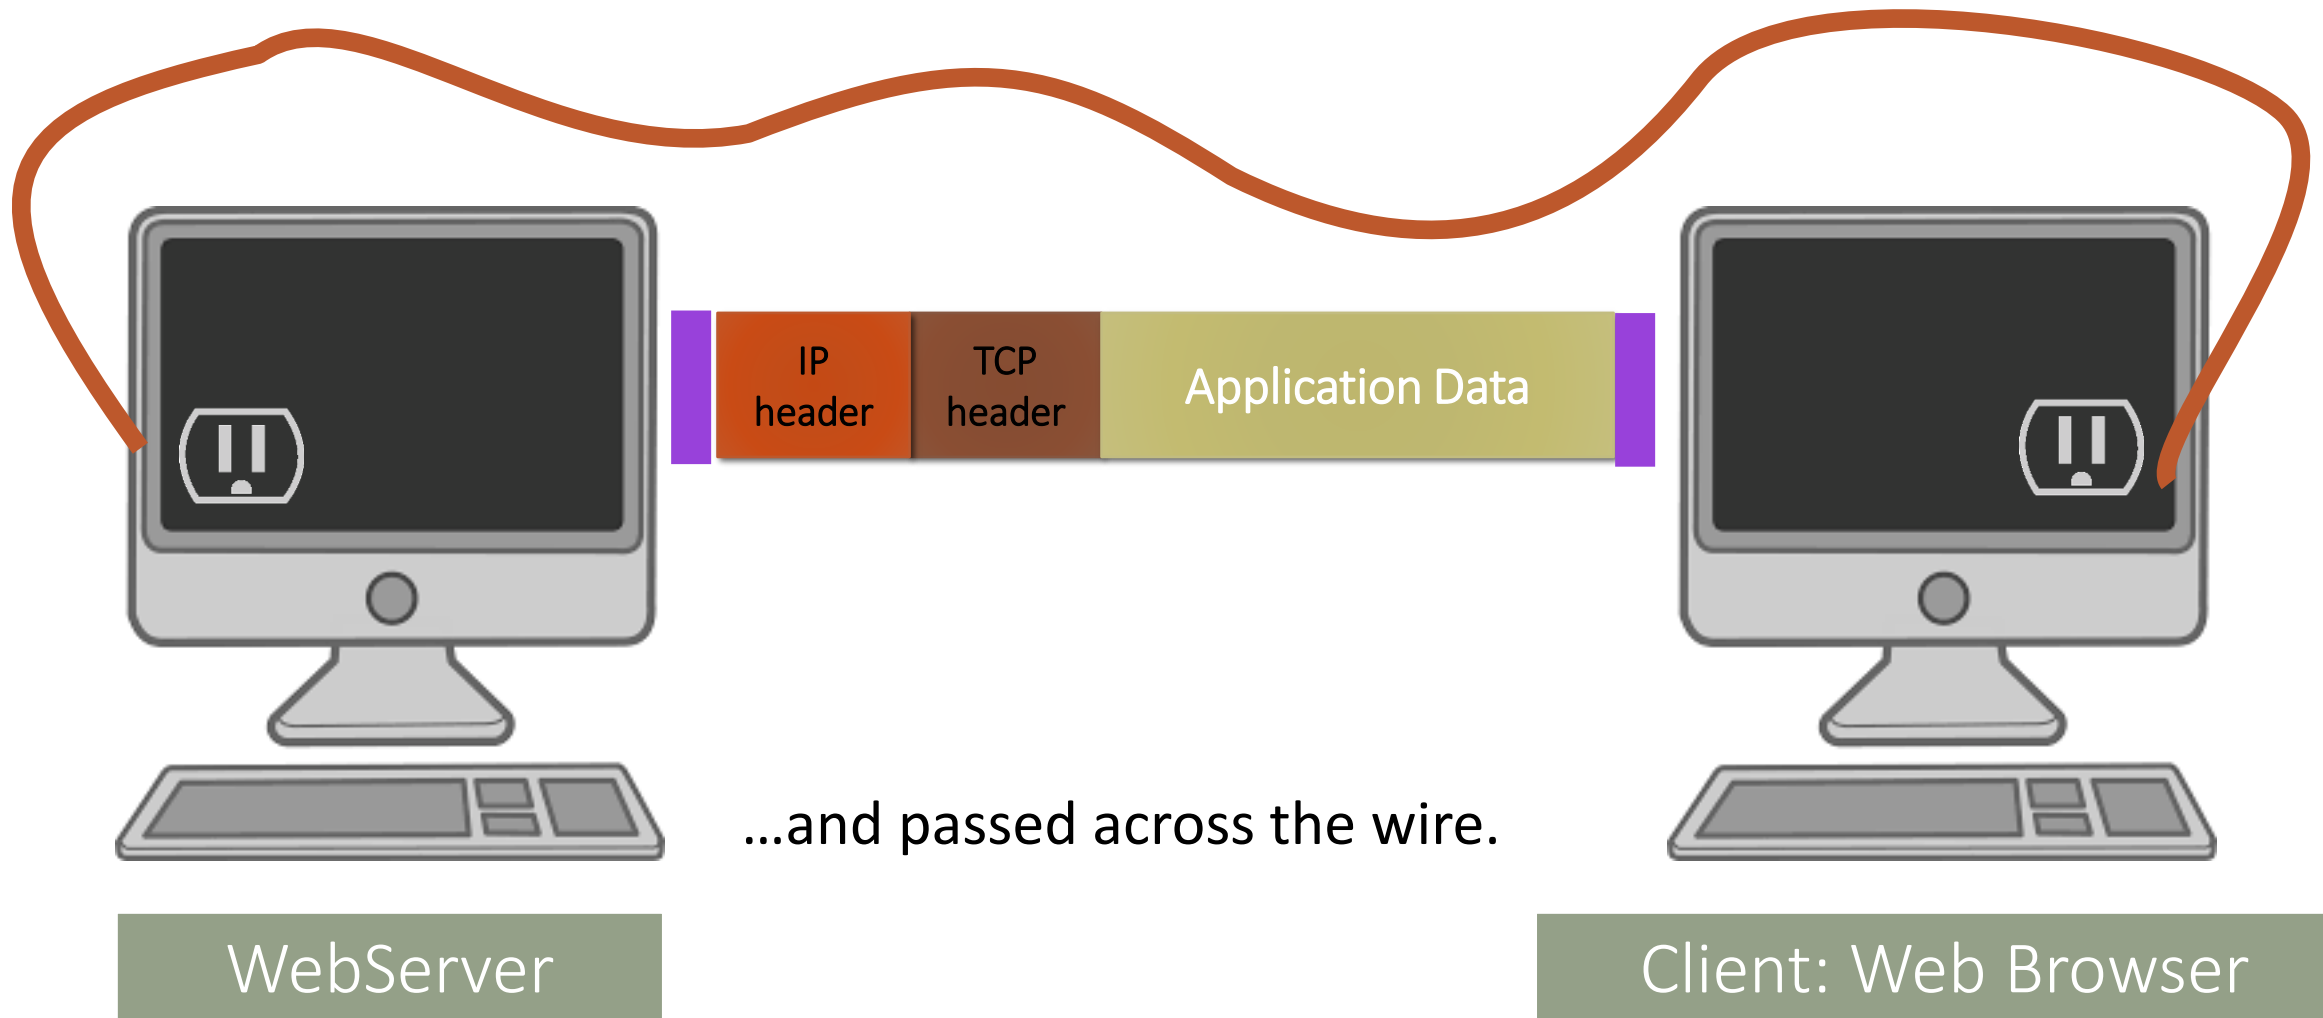 IP
header
TCP
header
Application Data
...and passed across the wire.
WebServer
Client: Web Browser